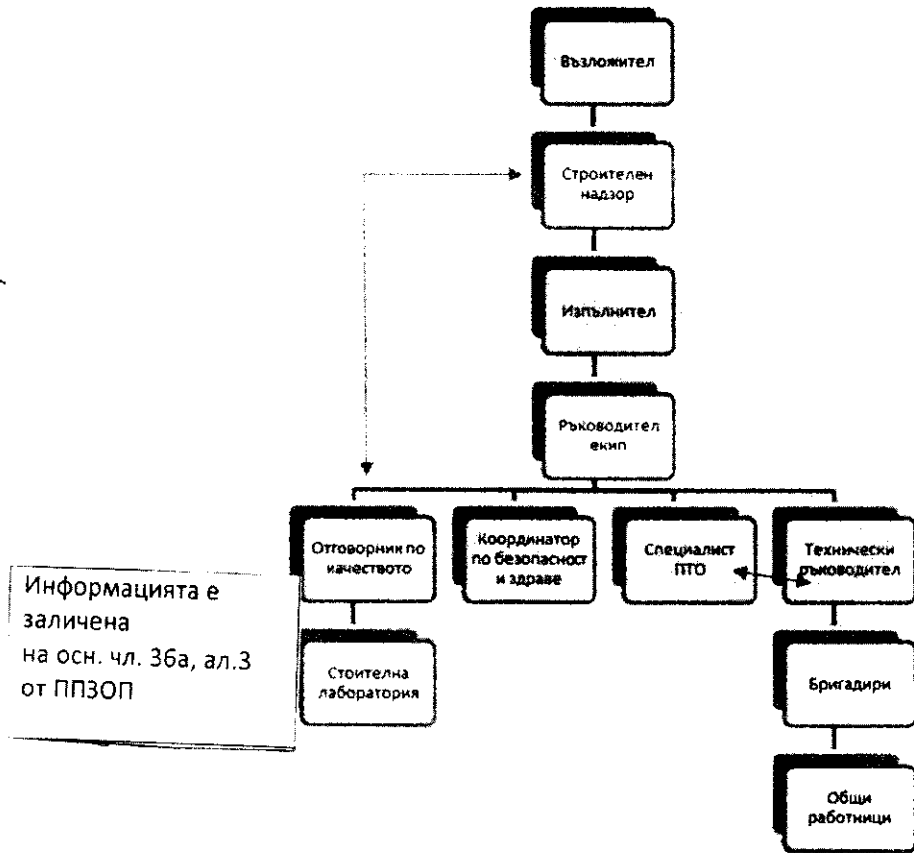 Възложител
Строителен
надзор
Изпълнител
Ръководител
екип
Отговорник по
качеството
Координатор
по безопасност
и здраве
Специалист
ПТО
Технически
ръководител
Информацията е
заличена
на осн. чл. 36а, ал.3
от ППЗОП
Стоителна
лаборатория
Бригадири
Общи
работници